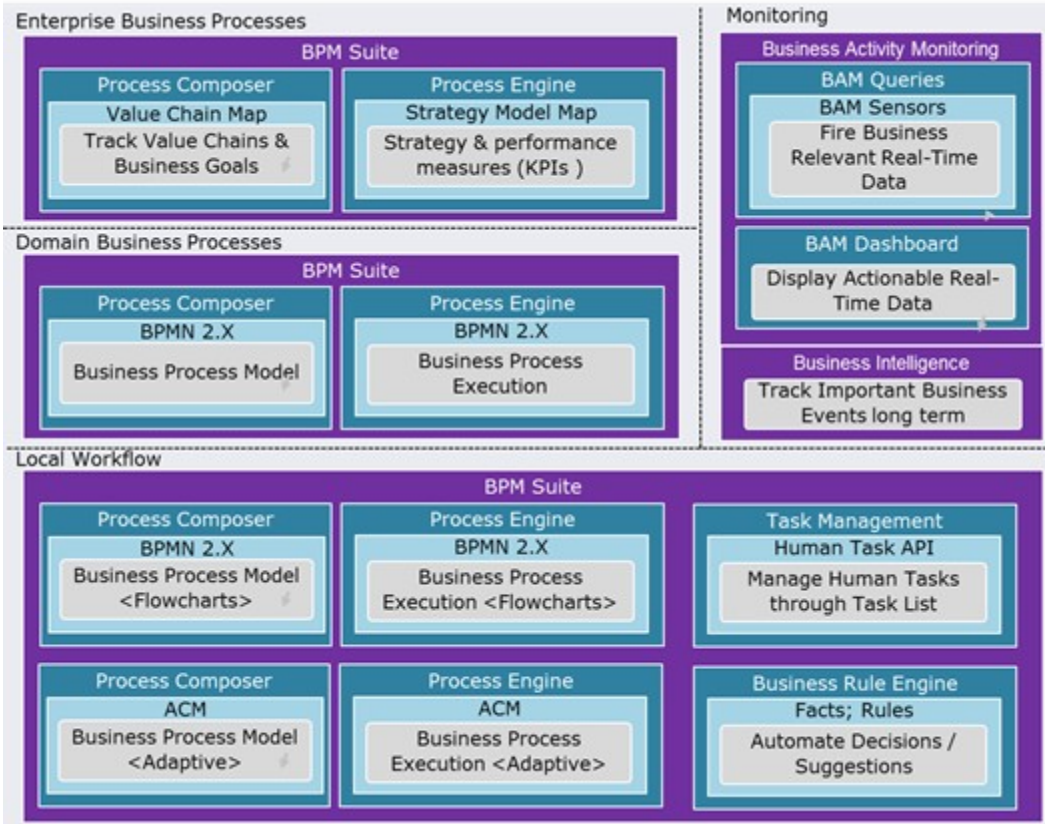 Enterprise Business Processes
BPM Suite
Process Composer
Value Chain Map
Track Value Chains &
Business Goals
Process Engine
Strategy Model Map
Strategy & performance
measures (KPIs )
Monitoring
Business Activity Monitoring
BAM Queries
BAM Sensors
Fire Business
Relevant Real-Time
Data
BAM Dashboard
Display Actionable Real-
Time Data
Business Intelligence
Track Important Business
Events long term
Domain Business Processes
BPM Suite
Process Composer
BPMN 2.X
Business Process Model
Process Engine
BPMN 2.X
Business Process
Execution
Local Workflow
BPM Suite
Process Composer
BPMN 2.X
Business Process Model
<Flowcharts>
Process Engine
BPMN 2.X
Business Process
Execution <Flowcharts>
Task Management
Human Task API
Manage Human Tasks
through Task List
Process Composer
ACM
Business Process Model
<Adaptive>
Process Engine
ACM
Business Process
Execution <Adaptive>
Business Rule Engine
Facts; Rules
Automate Decisions /
Suggestions